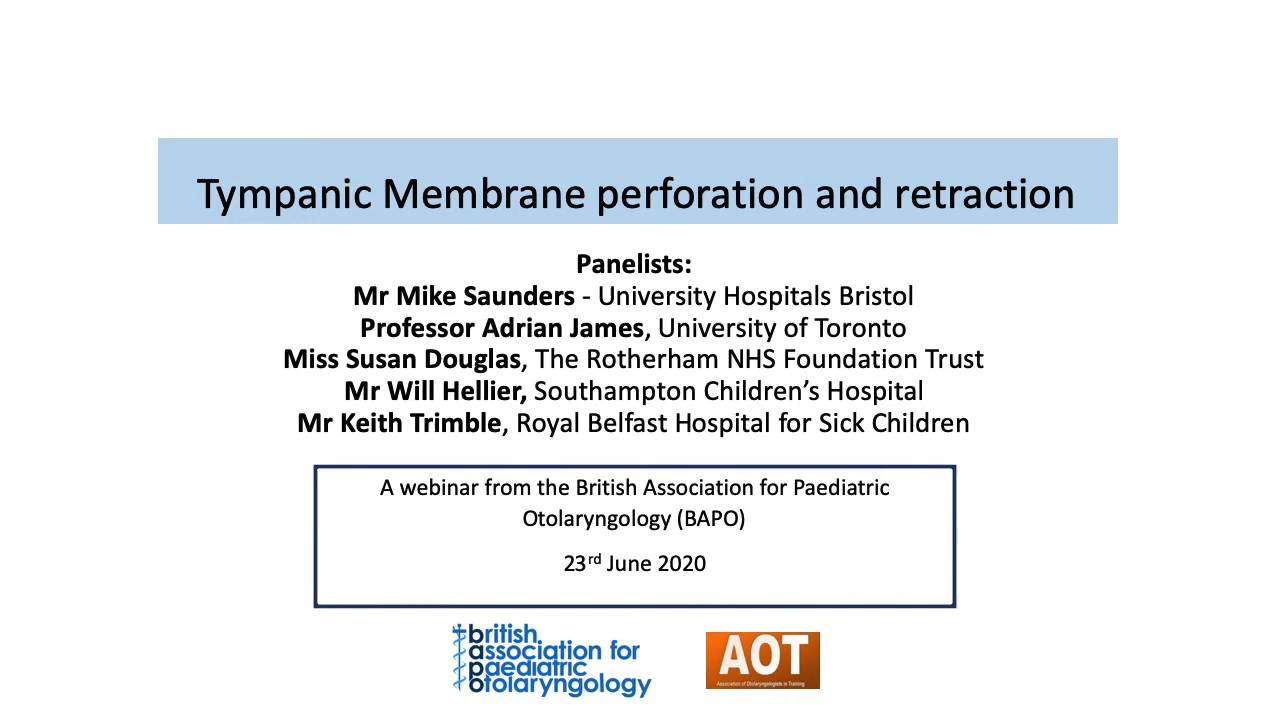 Tympanic Membrane perforation and retraction
Panelists:
Mr Mike Saunders - University Hospitals Bristol
Professor Adrian James, University of Toronto
Miss Susan Douglas, The Rotherham NHS Foundation Trust
Mr Will Hellier, Southampton Children’s Hospital
Mr Keith Trimble, Royal Belfast Hospital for Sick Children
A webinar from the British Association for Paediatric
Otolaryngology (BAPO)
23rd June 2020
british
association for
paediatric
otolaryngology
AOT
Association of Otolaryngologists in Training